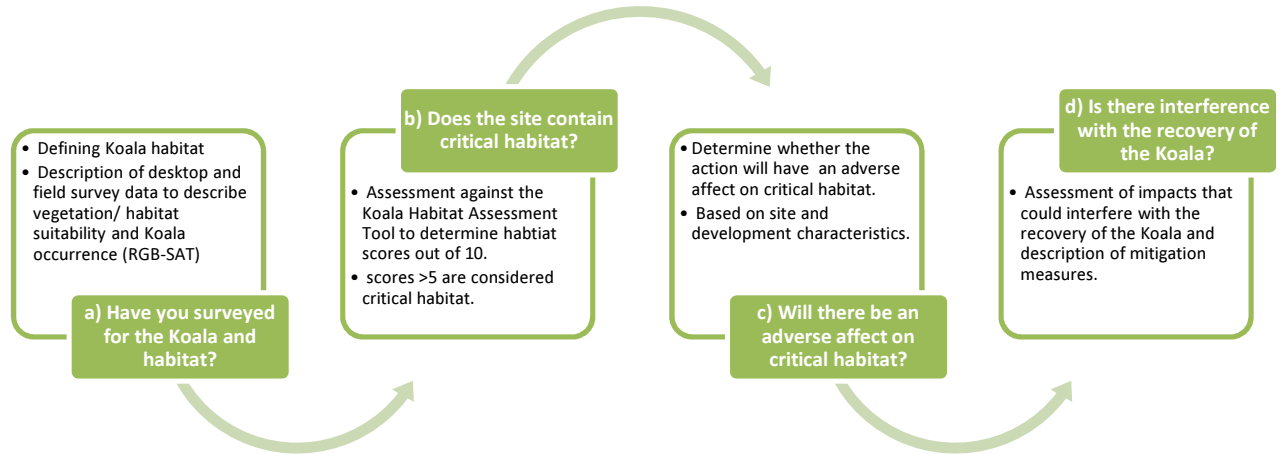 • Defining Koala habitat
• Description of desktop and
field survey data to describe
vegetation/ habitat
suitability and Koala
occurrence (RGB-SAT)
a) Have you surveyed
for the Koala and
habitat?
b) Does the site contain
critical habitat?
• Assessment against the
Koala Habitat Assessment
Tool to determine habtiat
scores out of 10.
• scores >5 are considered
critical habitat.
• Determine whether the
action will have an adverse
affect on critical habitat.
• Based on site and
development characteristics.
c) Will there be an
adverse affect on
critical habitat?
d) Is there interference
with the recovery of
the Koala?
• Assessment of impacts that
could interfere with the
recovery of the Koala and
description of mitigation
measures.